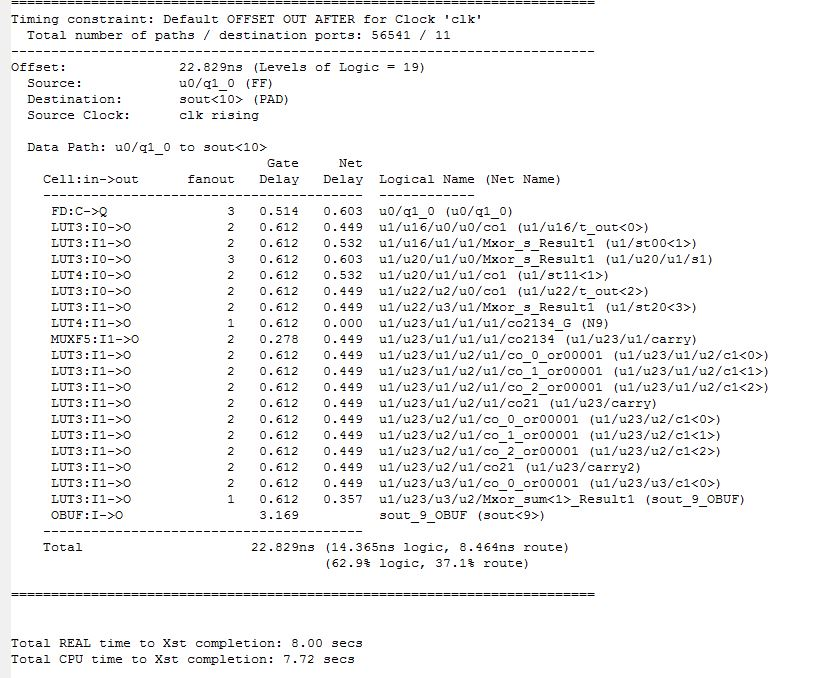 =========================================================================
Timing constraint: Default OFFSET OUT AFTER for Clock 'clk'
  Total number of paths / destination ports: 56541 / 11
-------------------------------------------------------------------------
Offset:              22.829ns (Levels of Logic = 19)
  Source:            u0/q1_0 (FF)
  Destination:       sout<10> (PAD)
  Source Clock:      clk rising
  Data Path: u0/q1_0 to sout<10>
                                Gate     Net
    Cell:in->out      fanout   Delay   Delay  Logical Name (Net Name)
    ----------------------------------------  ------------
     FD:C->Q               3   0.514   0.603  u0/q1_0 (u0/q1_0)
     LUT3:I0->O            2   0.612   0.449  u1/u16/u0/u0/co1 (u1/u16/t_out<0>)
     LUT3:I1->O            2   0.612   0.532  u1/u16/u1/u1/Mxor_s_Result1 (u1/st00<1>)
     LUT3:I0->O            3   0.612   0.603  u1/u20/u1/u0/Mxor_s_Result1 (u1/u20/u1/s1)
     LUT4:I0->O            2   0.612   0.532  u1/u20/u1/u1/co1 (u1/st11<1>)
     LUT3:I0->O            2   0.612   0.449  u1/u22/u2/u0/co1 (u1/u22/t_out<2>)
     LUT3:I1->O            2   0.612   0.449  u1/u22/u3/u1/Mxor_s_Result1 (u1/st20<3>)
     LUT4:I1->O            1   0.612   0.000  u1/u23/u1/u1/u1/co2134_G (N9)
     MUXF5:I1->O           2   0.278   0.449  u1/u23/u1/u1/u1/co2134 (u1/u23/u1/carry)
     LUT3:I1->O            2   0.612   0.449  u1/u23/u1/u2/u1/co_0_or00001 (u1/u23/u1/u2/c1<0>)
     LUT3:I1->O            2   0.612   0.449  u1/u23/u1/u2/u1/co_1_or00001 (u1/u23/u1/u2/c1<1>)
     LUT3:I1->O            2   0.612   0.449  u1/u23/u1/u2/u1/co_2_or00001 (u1/u23/u1/u2/c1<2>)
     LUT3:I1->O            2   0.612   0.449  u1/u23/u1/u2/u1/co21 (u1/u23/carry)
     LUT3:I1->O            2   0.612   0.449  u1/u23/u2/u1/co_0_or00001 (u1/u23/u2/c1<0>)
     LUT3:I1->O            2   0.612   0.449  u1/u23/u2/u1/co_1_or00001 (u1/u23/u2/c1<1>)
     LUT3:I1->O            2   0.612   0.449  u1/u23/u2/u1/co_2_or00001 (u1/u23/u2/c1<2>)
     LUT3:I1->O            2   0.612   0.449  u1/u23/u2/u1/co21 (u1/u23/carry2)
     LUT3:I1->O            2   0.612   0.449  u1/u23/u3/u1/co_0_or00001 (u1/u23/u3/c1<0>)
     LUT3:I1->O            1   0.612   0.357  u1/u23/u3/u2/Mxor_sum<1>_Result1 (sout_9_OBUF)
     OBUF:I->O                 3.169          sout_9_OBUF (sout<9>)
    ----------------------------------------
    Total                     22.829ns (14.365ns logic, 8.464ns route)
                                       (62.9% logic, 37.1% route)
=========================================================================
Total REAL time to Xst completion: 8.00 secs
Total CPU time to Xst completion: 7.72 secs